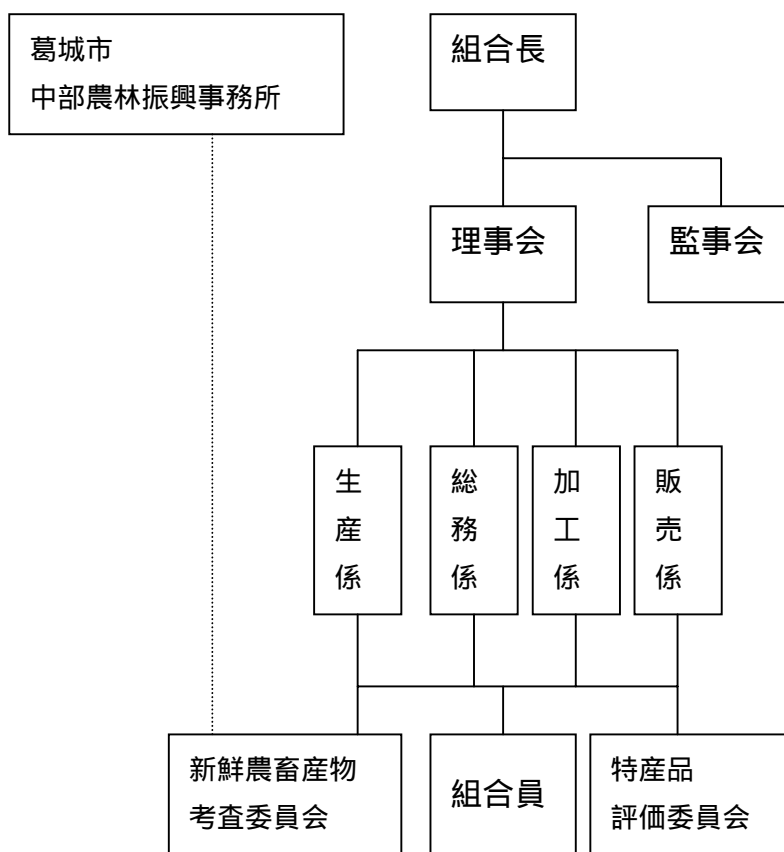 葛城市
中部農林振興事務所
組合長
理事会
監事会
生産係
総務係
加工係
販売係
新鮮農畜産物
考査委員会
組合員
特産品
評価委員会